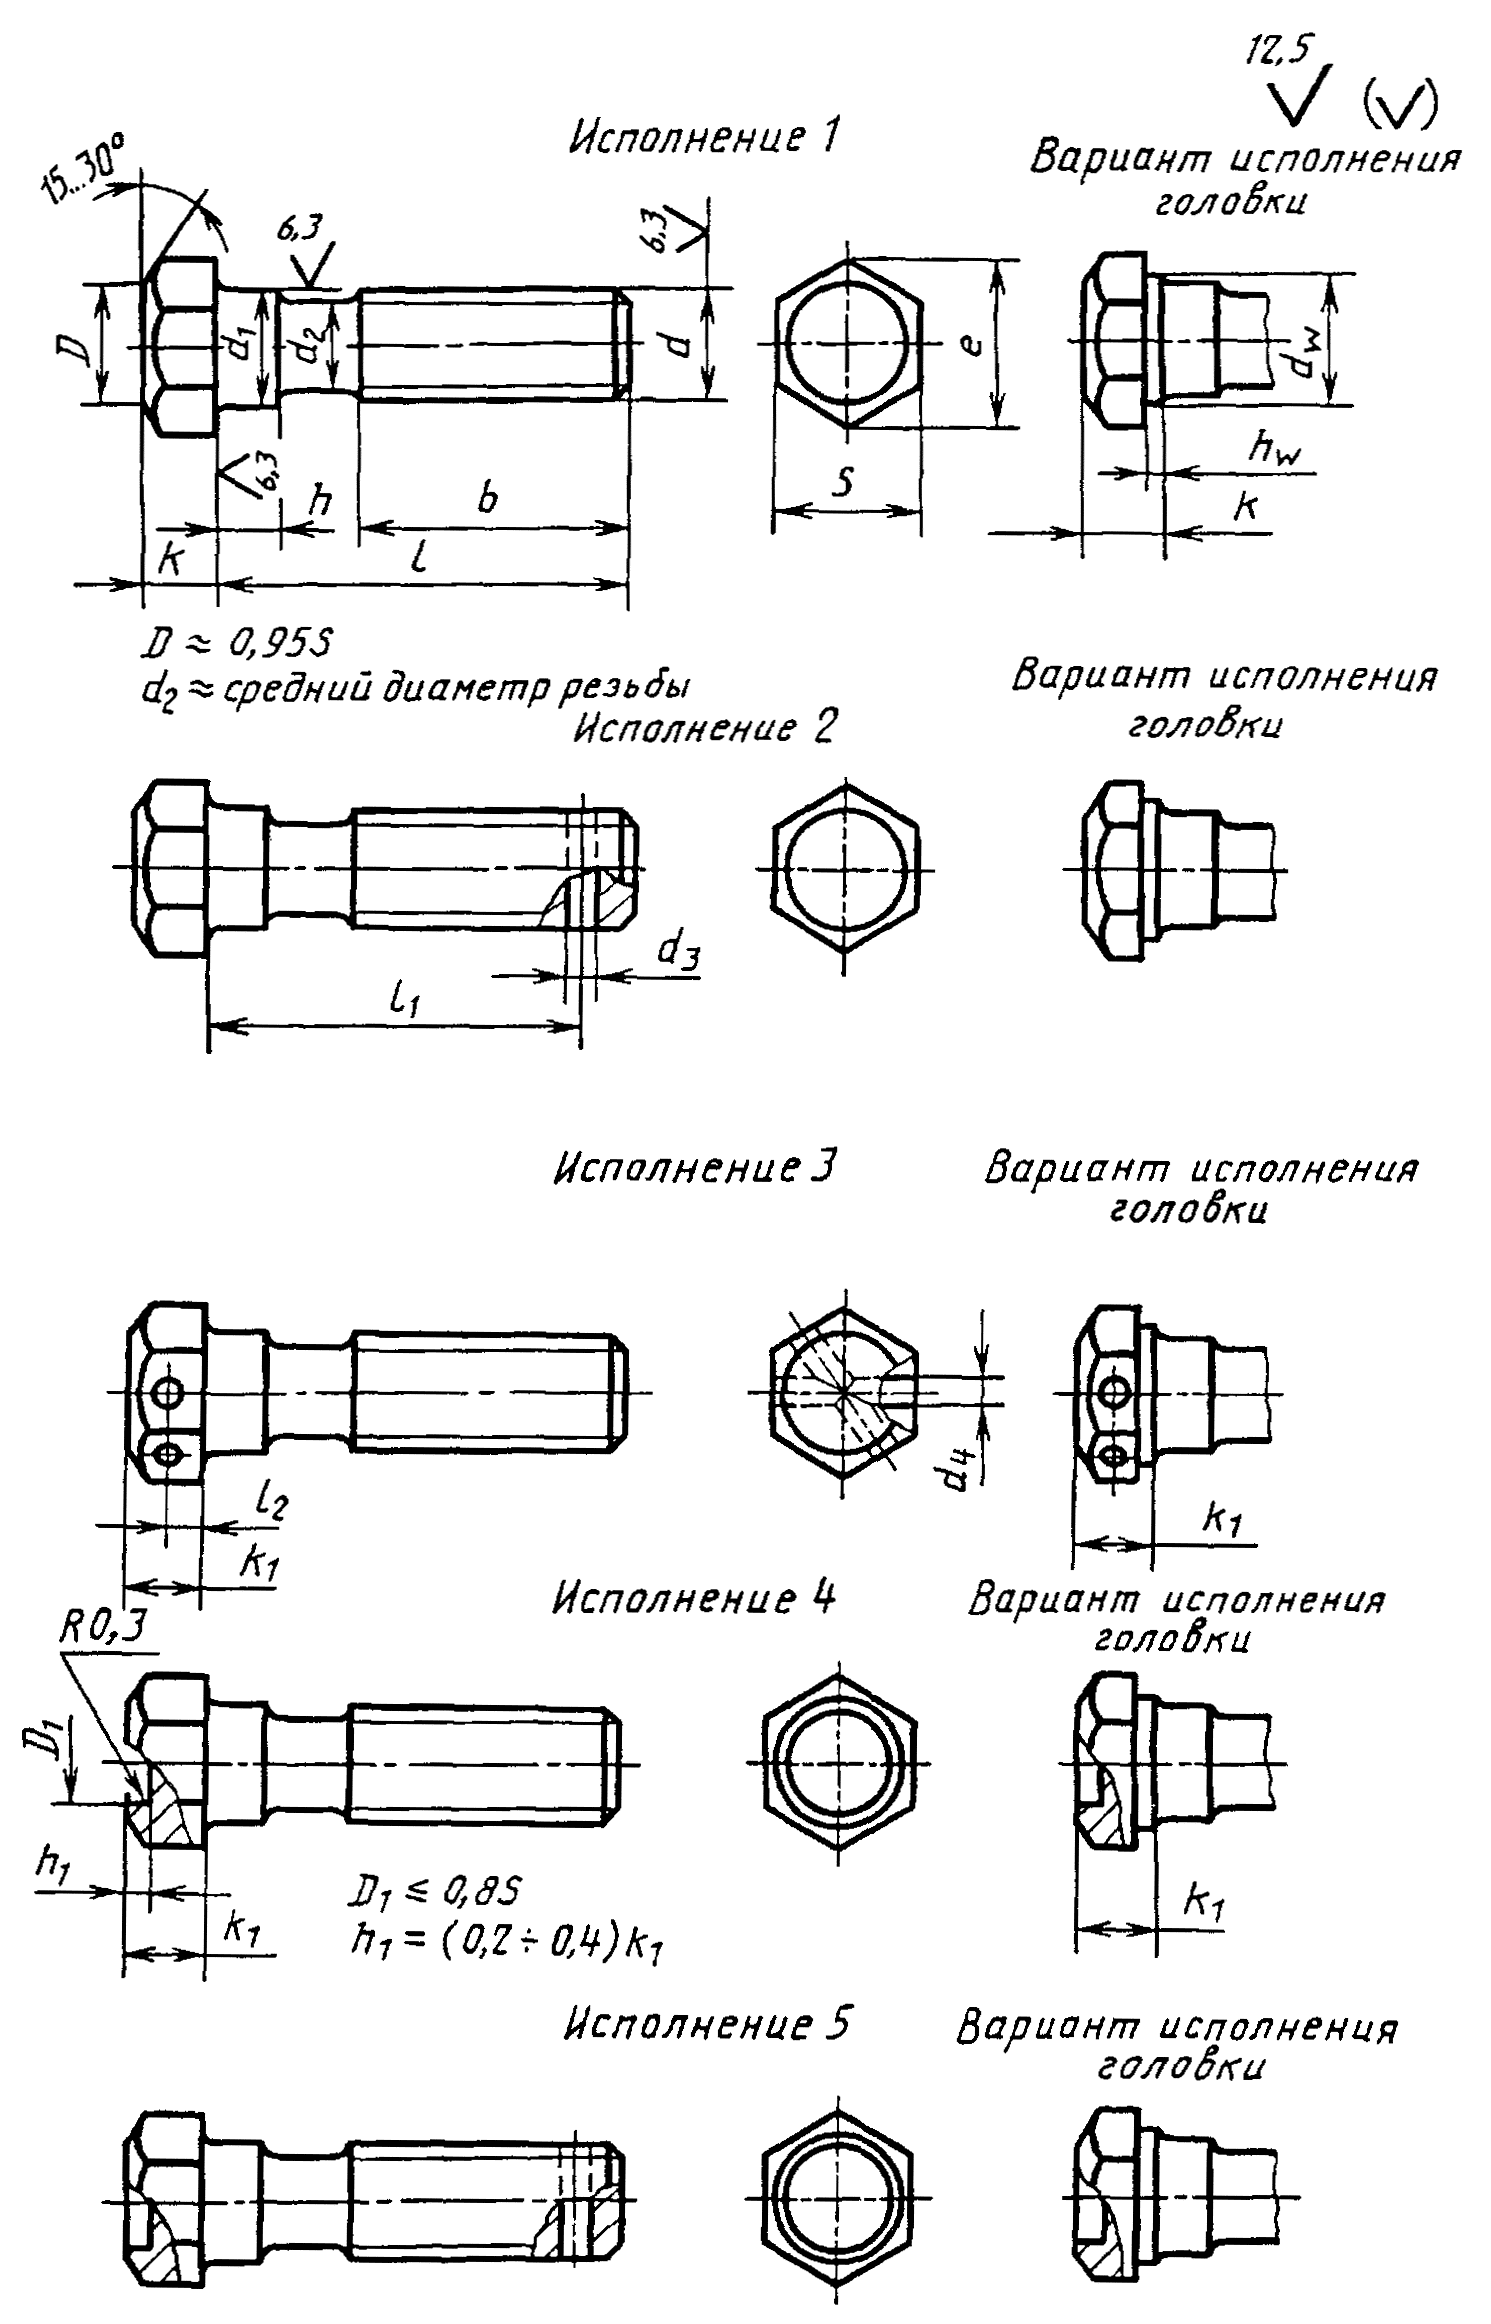 12,5
(√)
Исполнение 1
Вариант исполнения
головки
15...30°
6,3
6,3
D
d1
d2
d
e
dw
6,3
h
b
S
hw
k
k
l
D ≈ 0,95S
d2 ≈ средний диаметр резьбы
Исполнение 2
Вариант исполнения
головки
d3
l1
Исполнение 3
Вариант исполнения
головки
d4
l2
k1
k1
Исполнение 4
Вариант исполнения
головки
R0,3
D1
h1
k1
k1
D1 ≤ 0,8S
h1 = (0,2 ÷ 0,4) k1
Исполнение 5
Вариант исполнения
головки